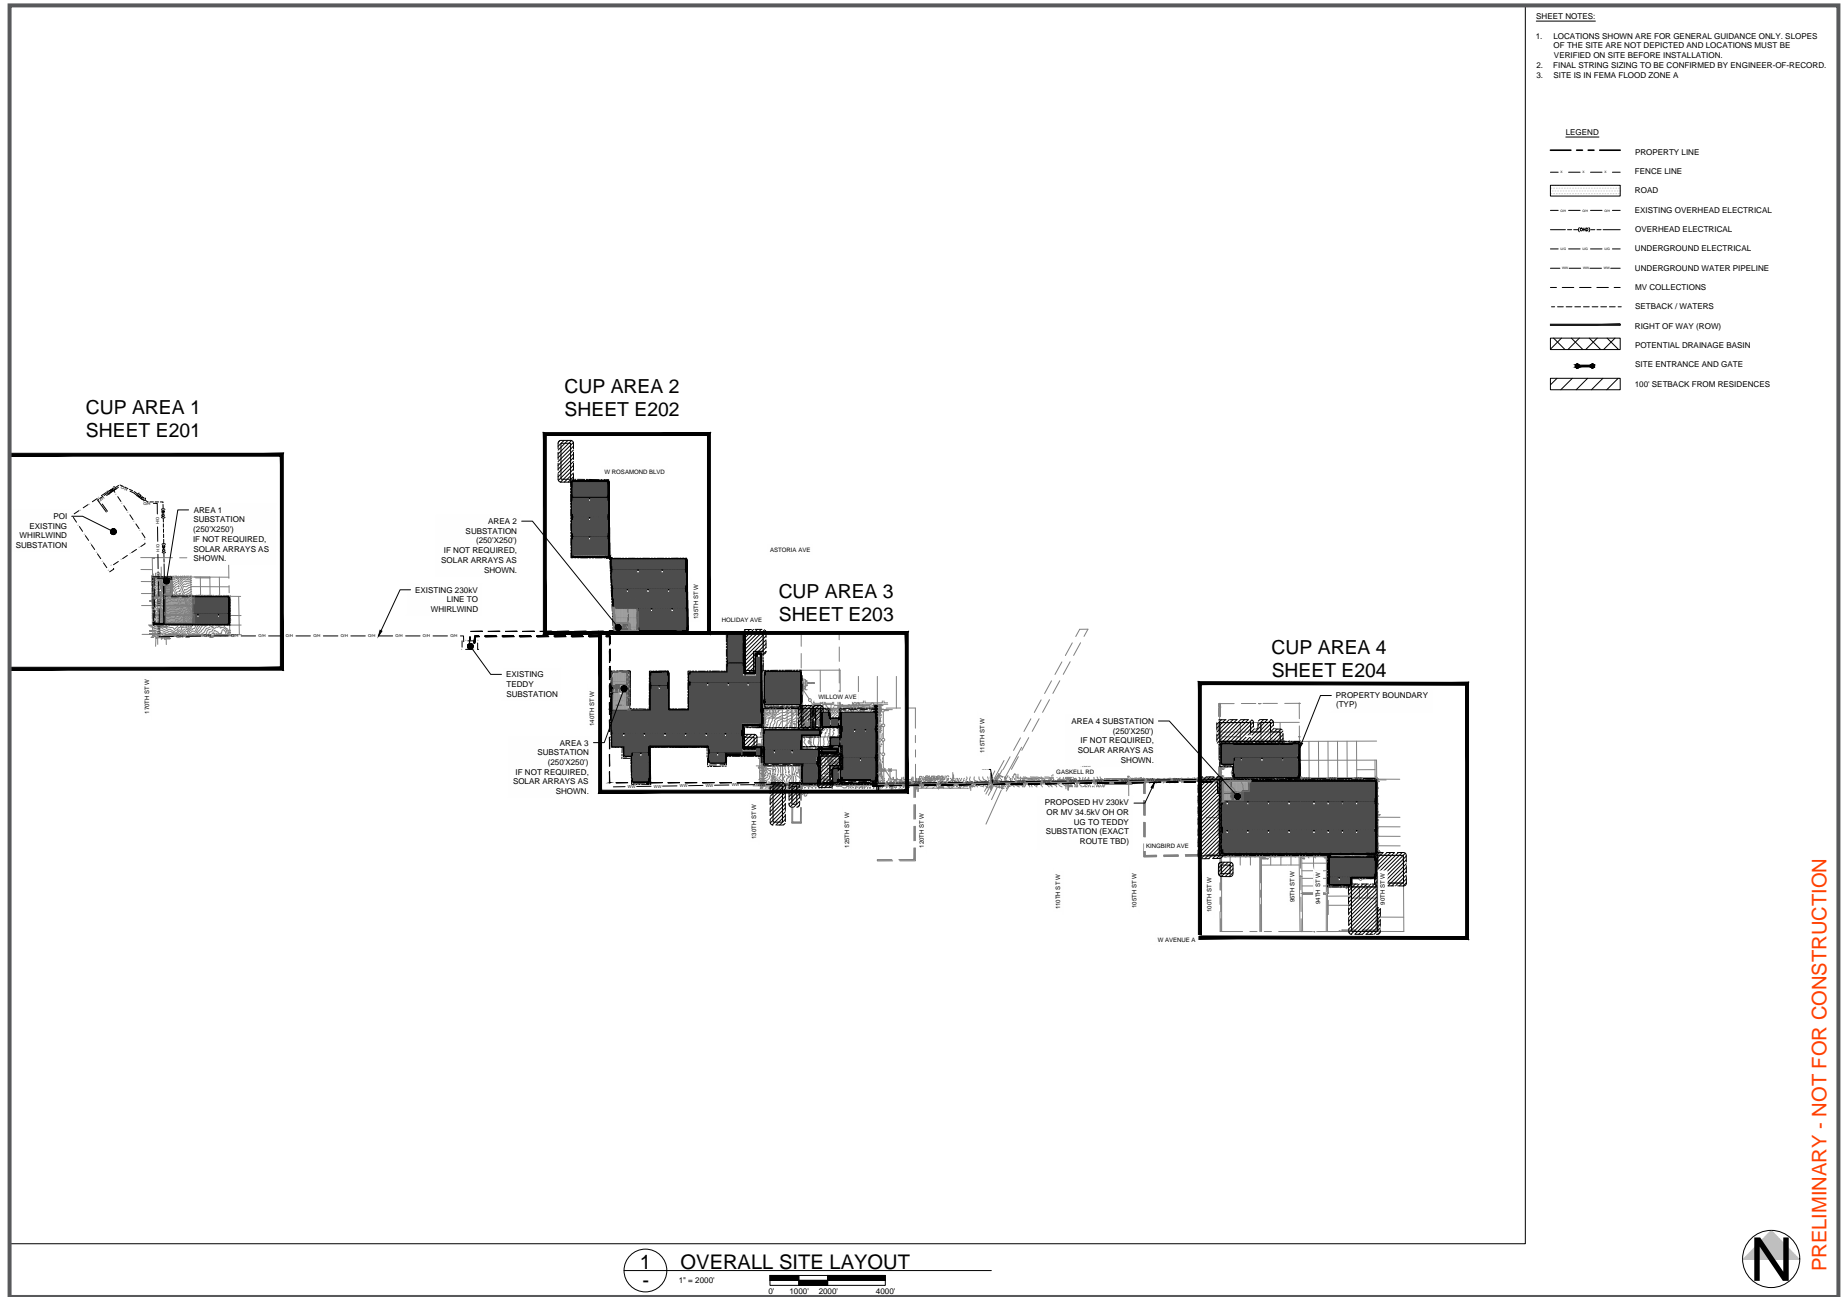 SHEET NOTES:
1. LOCATIONS SHOWN ARE FOR GENERAL GUIDANCE ONLY. SLOPES
OF THE SITE ARE NOT DEPICTED AND LOCATIONS MUST BE
VERIFIED ON SITE BEFORE INSTALLATION.
2. FINAL STRING SIZING TO BE CONFIRMED BY ENGINEER-OF-RECORD.
3. SITE IS IN FEMA FLOOD ZONE A
LEGEND
PROPERTY LINE
FENCE LINE
ROAD
EXISTING OVERHEAD ELECTRICAL
OVERHEAD ELECTRICAL
UNDERGROUND ELECTRICAL
UNDERGROUND WATER PIPELINE
MV COLLECTIONS
SETBACK / WATERS
RIGHT OF WAY (ROW)
POTENTIAL DRAINAGE BASIN
SITE ENTRANCE AND GATE
100' SETBACK FROM RESIDENCES
CUP AREA 1
SHEET E201
POI
EXISTING
WHIRLWIND
SUBSTATION
AREA 1
SUBSTATION
(250'X250')
IF NOT REQUIRED,
SOLAR ARRAYS AS
SHOWN.
170TH ST W
EXISTING 230kV
LINE TO
WHIRLWIND
EXISTING
TEDDY
SUBSTATION
CUP AREA 2
SHEET E202
W ROSAMOND BLVD
AREA 2
SUBSTATION
(250'X250')
IF NOT REQUIRED,
SOLAR ARRAYS AS
SHOWN.
ASTORIA AVE
135TH ST W
HOLIDAY AVE
CUP AREA 3
SHEET E203
140TH ST W
WILLOW AVE
AREA 3
SUBSTATION
(250'X250')
IF NOT REQUIRED,
SOLAR ARRAYS AS
SHOWN.
130TH ST W
125TH ST W
120TH ST W
115TH ST W
GASKELL RD
CUP AREA 4
SHEET E204
PROPERTY BOUNDARY
(TYP)
AREA 4 SUBSTATION
(250'X250')
IF NOT REQUIRED,
SOLAR ARRAYS AS
SHOWN.
PROPOSED HV 230kV
OR MV 34.5kV OH OR
UG TO TEDDY
SUBSTATION (EXACT
ROUTE TBD)
KINGBIRD AVE
110TH ST W
105TH ST W
100TH ST W
95TH ST W
94TH ST W
90TH ST W
W AVENUE A
1
-
OVERALL SITE LAYOUT
1" = 2000'
0' 1000' 2000' 4000'
N
PRELIMINARY - NOT FOR CONSTRUCTION